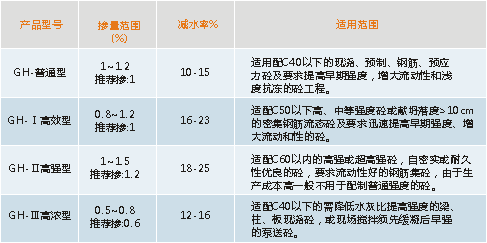 产品型号 掺量范围 减水率% 适用范围
(%)
GH-普通型 1~1.2 10-15 适用配C40以下的现浇、预制、钢筋、预应
推荐掺:1 力砼及要求提高早期强度，增大流动性和浅
度抗冻的砼工程。
GH-Ⅰ高效型 0.8~1.2 16-23 适配C50以下高、中等强度砼或献坍落度>10cm
推荐掺:1 的密集钢筋流态砼及要求迅速提高早期强度、增
大流动和性的砼。
GH-Ⅱ高强型 1~1.5 18-25 适配C60以内的高强或超高强砼，自密实或耐久
推荐掺:1.2 性优良的砼，要求流动性好的钢筋集砼，由于生
产成本高一般不用于配制普通强度的砼。
GH-Ⅲ高浓型 0.5~0.8 12-16 适配C40以下的需降低水灰比提高强度的梁、
推荐掺:0.6 柱、板现浇砼，或现场搅拌须先缓凝后早强
的泵送砼。